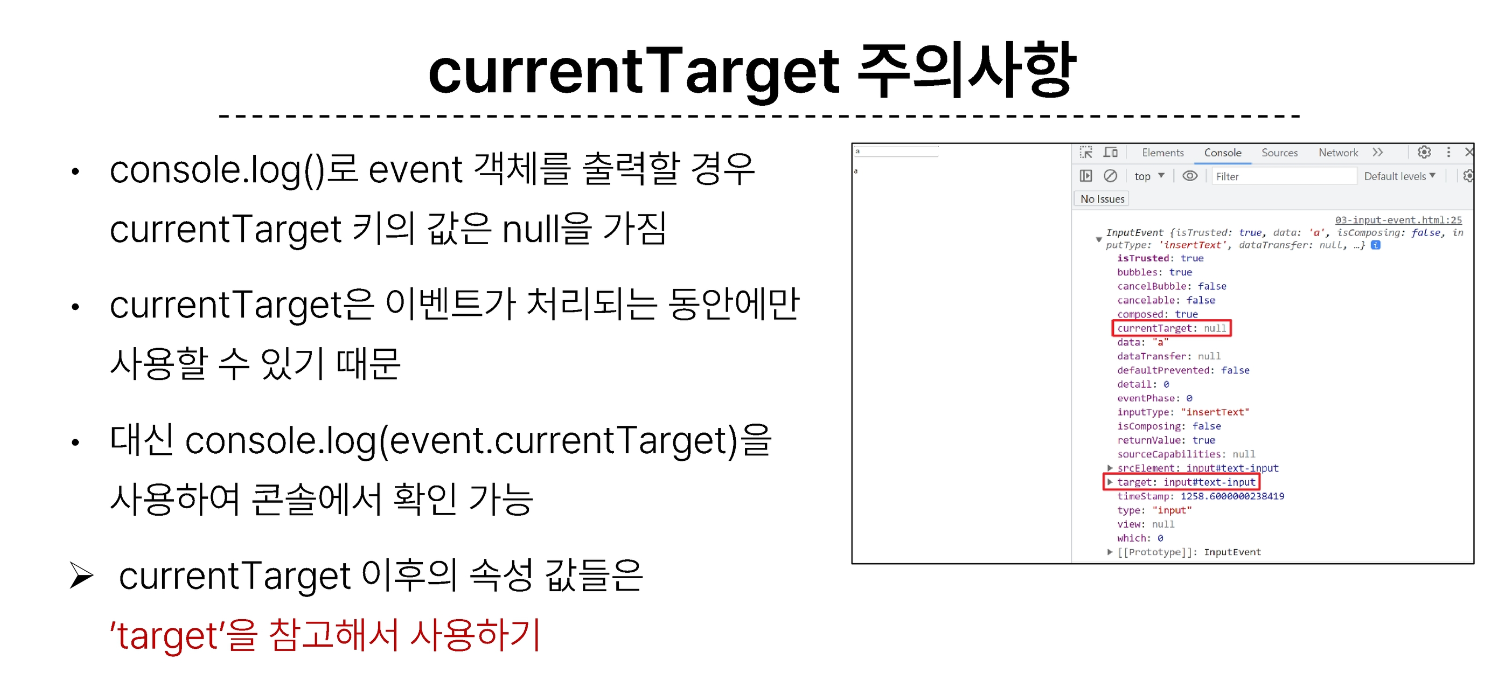 currentTarget 주의사항
• console.log()로 event 객체를 출력할 경우
currentTarget 키의 값은 null을 가짐
• currentTarget은 이벤트가 처리되는 동안에만
사용할 수 있기 때문
• 대신 console.log(event.currentTarget)을
사용하여 콘솔에서 확인 가능
➢ currentTarget 이후의 속성 값들은
'target'을 참고해서 사용하기
a
a
Elements Console Sources Network
top Filter Default levels
No Issues
03-input-event.html:25
InputEvent {isTrusted: true, data: 'a', isComposing: false, in
putType: 'insertText', dataTransfer: null, …}
isTrusted: true
bubbles: true
cancelBubble: false
cancelable: false
composed: true
currentTarget: null
data: "a"
dataTransfer: null
defaultPrevented: false
detail: 0
eventPhase: 0
inputType: "insertText"
isComposing: false
returnValue: true
sourceCapabilities: null
srcElement: input#text-input
target: input#text-input
timeStamp: 1258.6000000238419
type: "input"
view: null
which: 0
[[Prototype]]: InputEvent